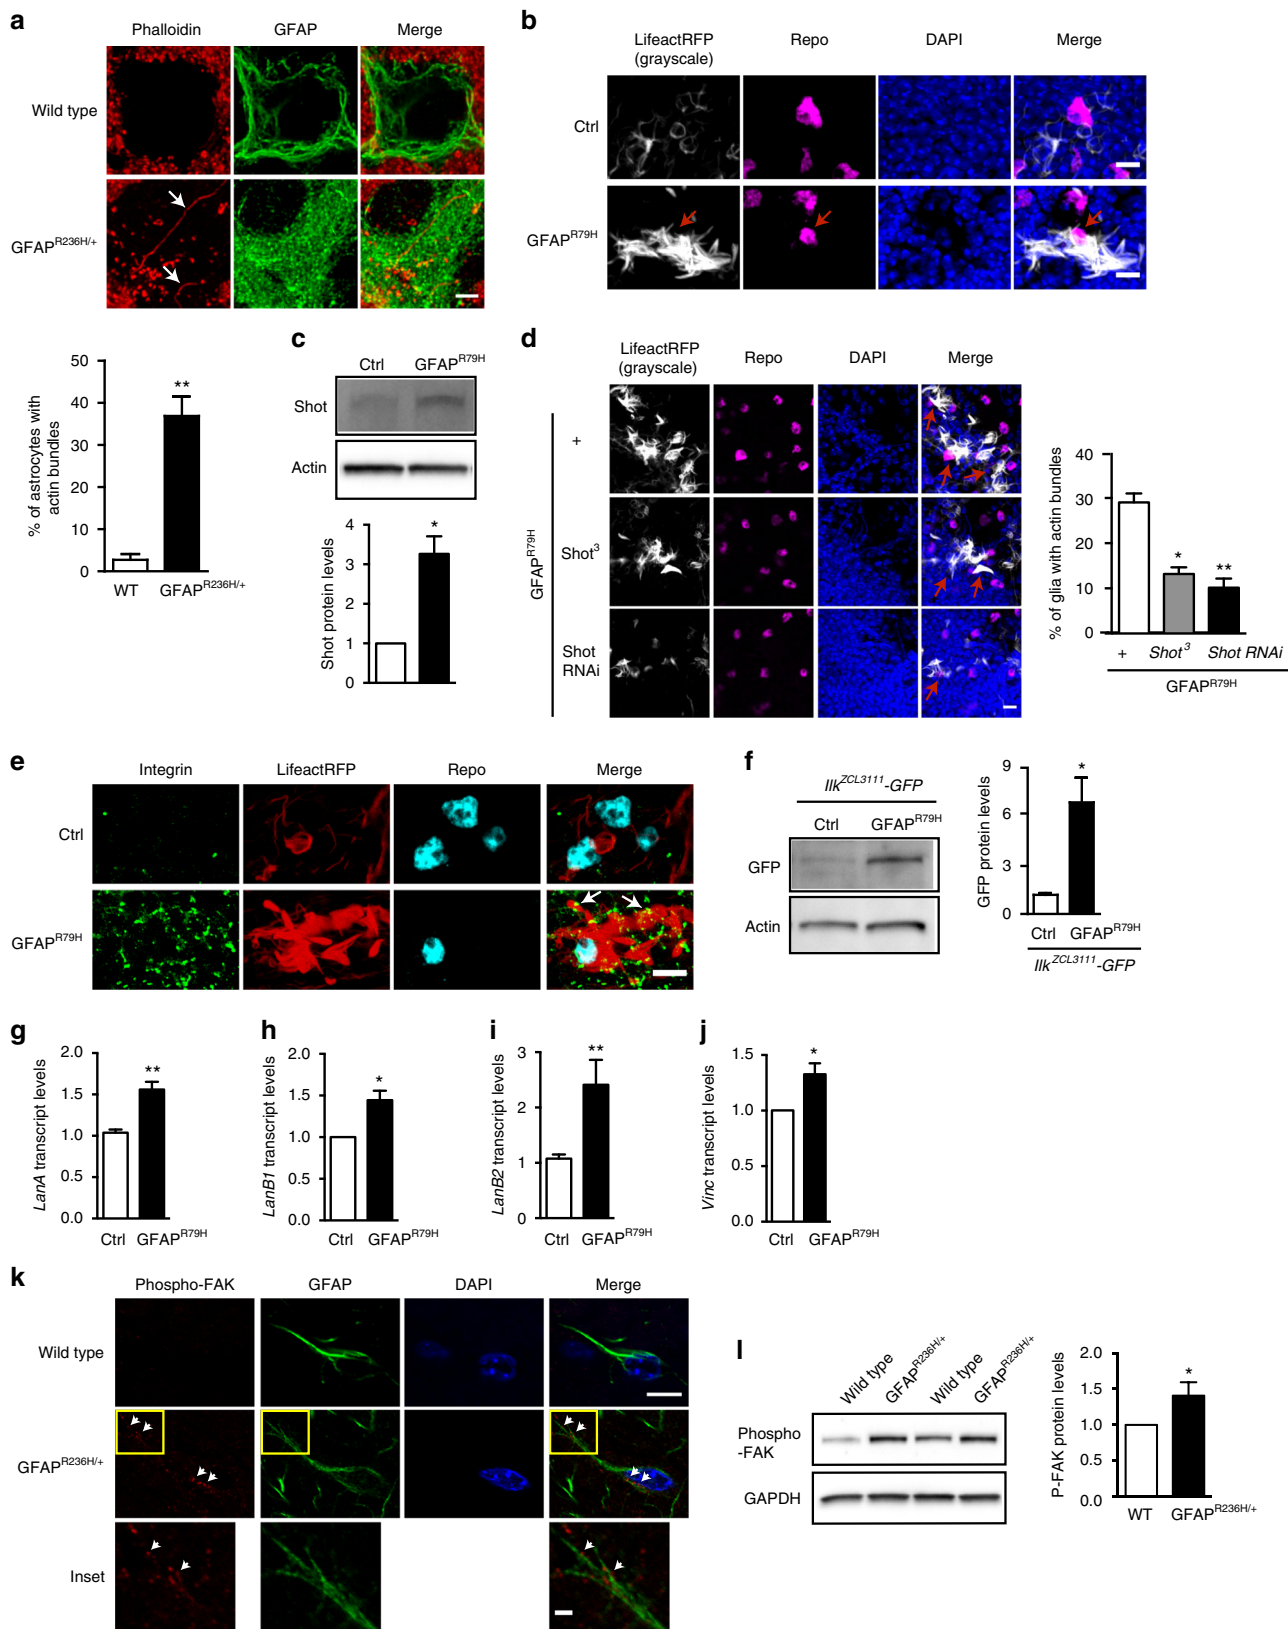 a
Phalloidin GFAP Merge
Wild type
GFAP^R236H/+
% of astrocytes with
actin bundles
50
40
30
20
10
0
**
WT GFAP^R236H/+
b
LifeactRFP
(grayscale) Repo DAPI Merge
Ctrl
GFAP^R79H
c
Ctrl GFAP^R79H
Shot
Actin
Shot protein levels
4
3
2
1
0
*
d
LifeactRFP
(grayscale) Repo DAPI Merge
GFAP^R79H
+
Shot³
Shot
RNAi
% of glia with actin bundles
40
30
20
10
0
*
**
+ Shot³ Shot RNAi
GFAP^R79H
e
Integrin LifeactRFP Repo Merge
Ctrl
GFAP^R79H
f
Ilk^ZCL3111-GFP
Ctrl GFAP^R79H
GFP
Actin
GFP protein levels
9
6
3
0
*
Ctrl GFAP^R79H
Ilk^ZCL3111-GFP
g
LanA transcript levels
2.0
1.5
1.0
0.5
0.0
**
Ctrl GFAP^R79H
h
LanB1 transcript levels
2.0
1.5
1.0
0.5
0.0
*
Ctrl GFAP^R79H
i
LanB2 transcript levels
3
2
1
0
**
Ctrl GFAP^R79H
j
Vinc transcript levels
1.5
1.0
0.5
0.0
*
Ctrl GFAP^R79H
k
Phospho-FAK GFAP DAPI Merge
Wild type
GFAP^R236H/+
Inset
l
Wild type GFAP^R236H/+ Wild type GFAP^R236H/+
Phospho
-FAK
GAPDH
P-FAK protein levels
2.0
1.5
1.0
0.5
0.0
*
WT GFAP^R236H/+